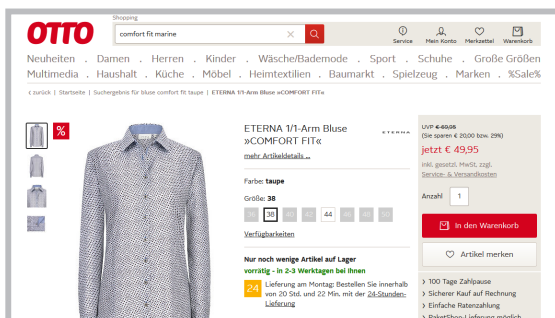 Shopping
OTTO
comfort fit marine
Service Mein Konto Merkzettel Warenkorb
Neuheiten . Damen . Herren . Kinder . Wäsche/Bademode . Sport . Schuhe . Große Größen
Multimedia . Haushalt . Küche . Möbel . Heimtextilien . Baumarkt . Spielzeug . Marken . %Sale%
‹ zurück | Startseite | Suchergebnis für bluse comfort fit taupe | ETERNA 1/1-Arm Bluse »COMFORT FIT«
%
ETERNA 1/1-Arm Bluse
»COMFORT FIT«
ETERNA
mehr Artikeldetails ...
Farbe: taupe
Größe: 38
36 38 40 42 44 46 48 50
Verfügbarkeiten
Nur noch wenige Artikel auf Lager
vorrätig - in 2-3 Werktagen bei Ihnen
24 Lieferung am Montag: Bestellen Sie innerhalb
von 20 Std. und 22 Min. mit der 24-Stunden-
Lieferung
UVP € 69,95
(Sie sparen € 20,00 bzw. 29%)
jetzt € 49,95
inkl. gesetzl. MwSt. zzgl.
Service- & Versandkosten
Anzahl 1
In den Warenkorb
Artikel merken
› 100 Tage Zahlpause
› Sicherer Kauf auf Rechnung
› Einfache Ratenzahlung
› PaketShop-Lieferung möglich